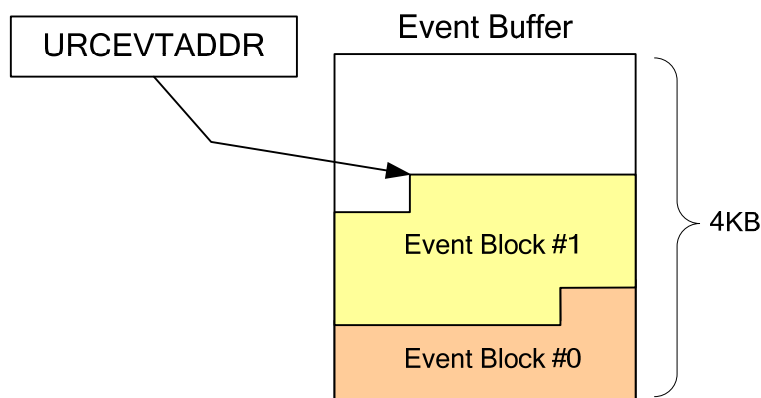 Event Buffer
URCEVTADDR
4KB
Event Block #1
Event Block #0